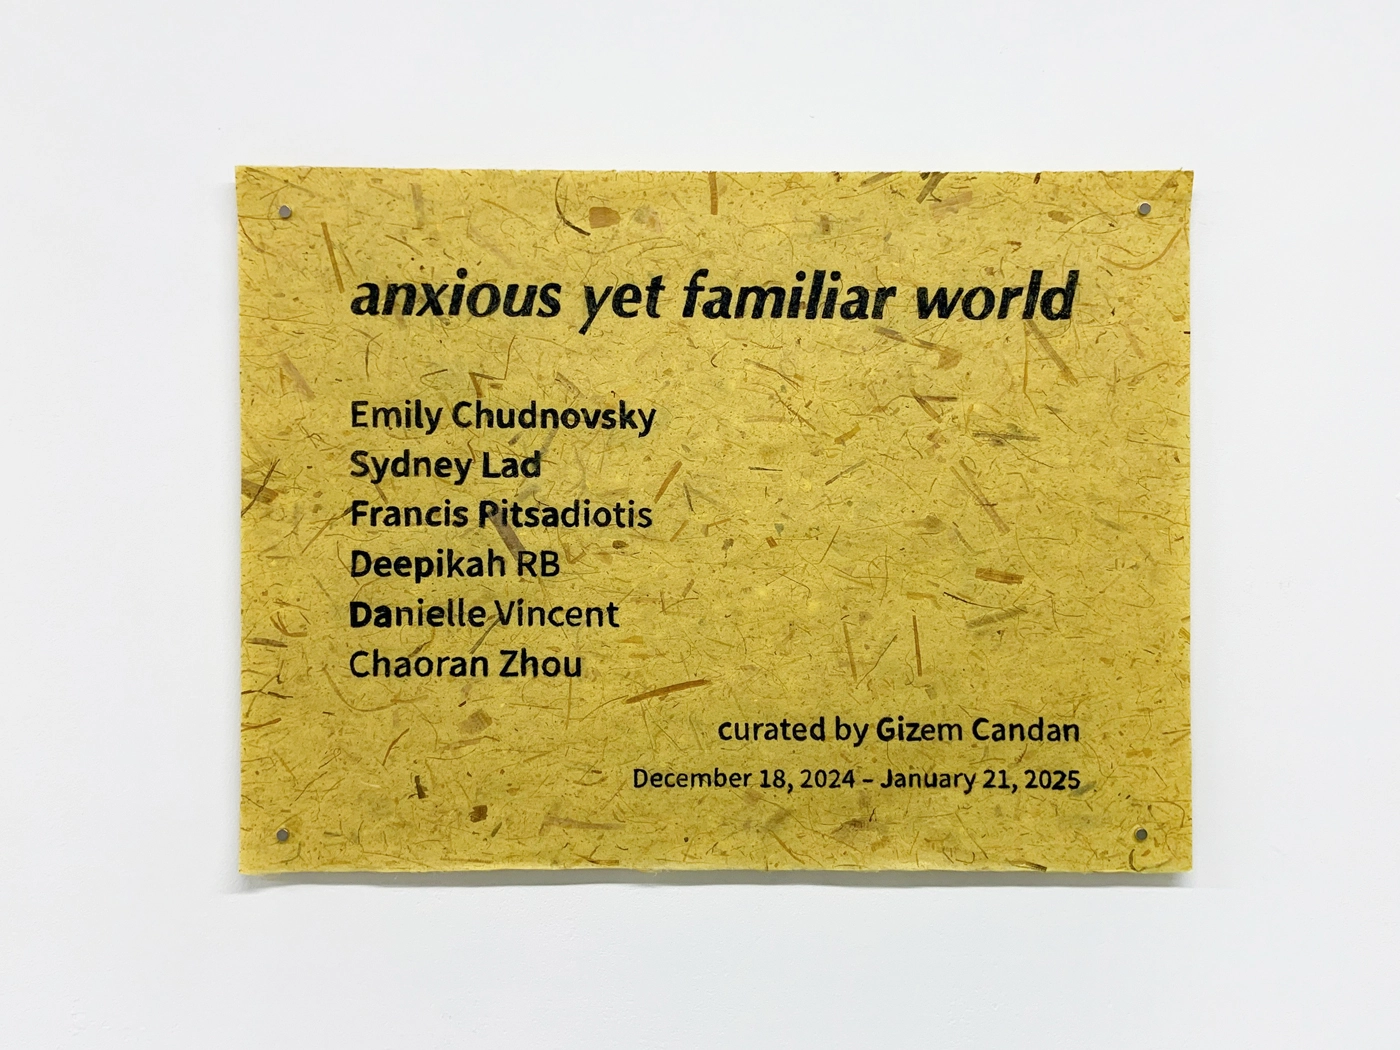 anxious yet familiar world
Emily Chudnovsky
Sydney Lad
Francis Pitsadiotis
Deepikah RB
Danielle Vincent
Chaoran Zhou
curated by Gizem Candan
December 18, 2024 – January 21, 2025